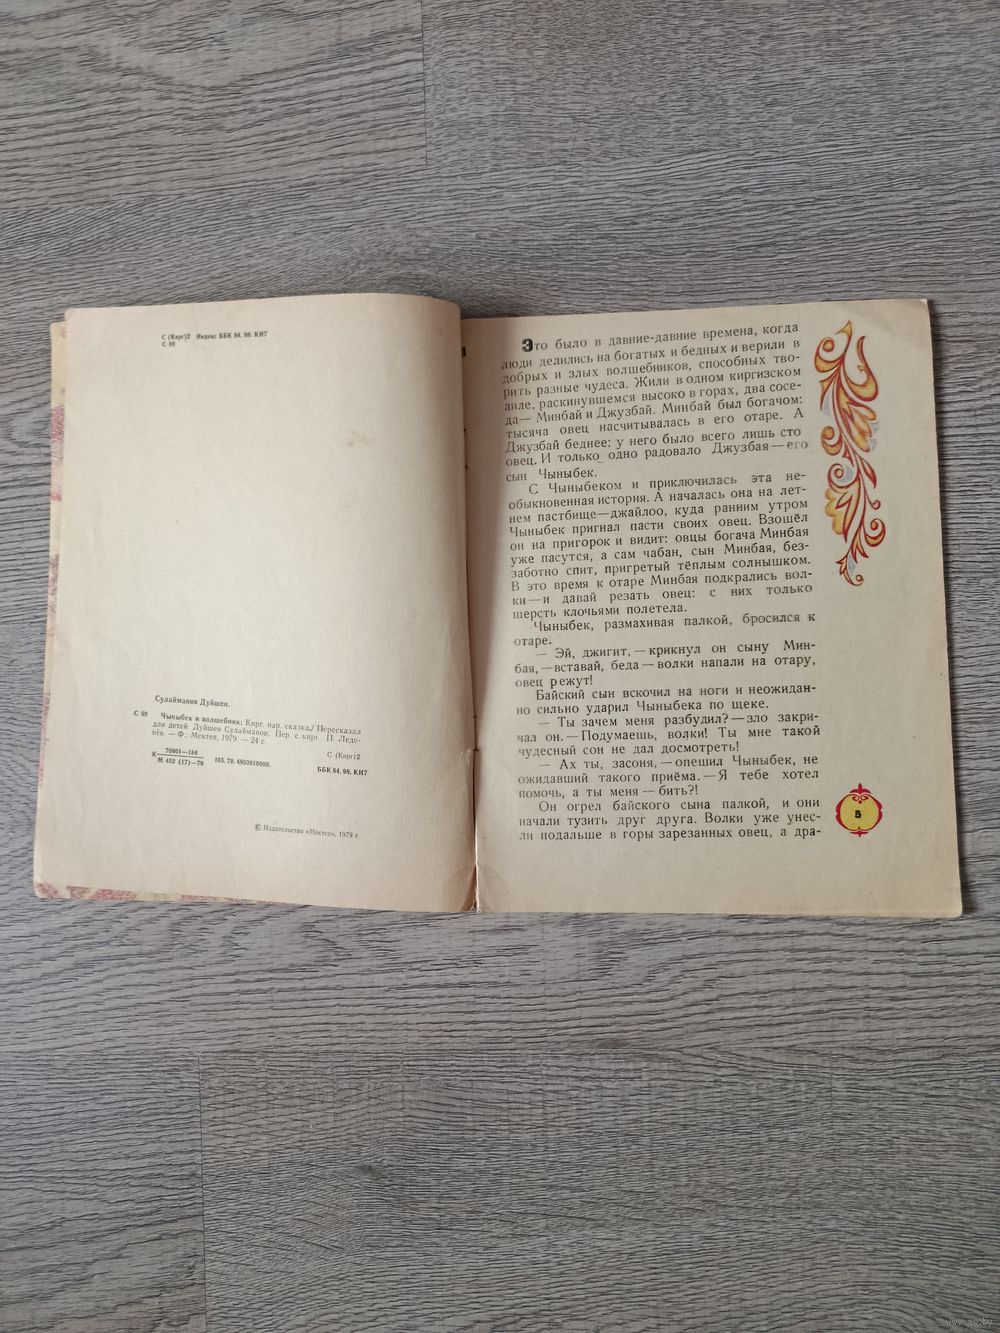 С (Кирг)2 Индекс ББК 84. 98. КИ7
С 89
Сулайманов Дуйшен.
С 89 Чыныбек и волшебник: Кирг. нар. сказка./ Пересказал
для детей Дуйшен Сулайманов; Пер. с кирг П. Леде-
нёв. — Ф.: Мектеп, 1979. — 24 с.
С (Кирг)2
К 70801—184
М 452 (17)—79 165. 79. 4803010000.
ББК 84. 98. КИ7
© Издательство «Мектеп», 1979 г.
Это было в давние-давние времена, когда
люди делились на богатых и бедных и верили в
добрых и злых волшебников, способных тво-
рить разные чудеса. Жили в одном киргизском
аиле, раскинувшемся высоко в горах, два сосе-
да— Минбай и Джузбай. Минбай был богачом:
тысяча овец насчитывалась в его отаре. А
Джузбай беднее: у него было всего лишь сто
овец. И только одно радовало Джузбая — его
сын Чыныбек.
С Чыныбеком и приключилась эта не-
обыкновенная история. А началась она на лет-
нем пастбище—джайлоо, куда ранним утром
Чыныбек пригнал пасти своих овец. Взошёл
он на пригорок и видит: овцы богача Минбая
уже пасутся, а сам чабан, сын Минбая, без-
заботно спит, пригретый тёплым солнышком.
В это время к отаре Минбая подкрались вол-
ки—и давай резать овец: с них только
шерсть клочьями полетела.
Чыныбек, размахивая палкой, бросился к
отаре.
— Эй, джигит, — крикнул он сыну Мин-
бая, — вставай, беда — волки напали на отару,
овец режут!
Байский сын вскочил на ноги и неожидан-
но сильно ударил Чыныбека по щеке.
— Ты зачем меня разбудил? — зло закри-
чал он. — Подумаешь, волки! Ты мне такой
чудесный сон не дал досмотреть!
— Ах ты, засоня, — опешил Чыныбек, не
ожидавший такого приёма. — Я тебе хотел
помочь, а ты меня — бить?!
Он огрел байского сына палкой, и они
начали тузить друг друга. Волки уже унес-
ли подальше в горы зарезанных овец, а дра-
5